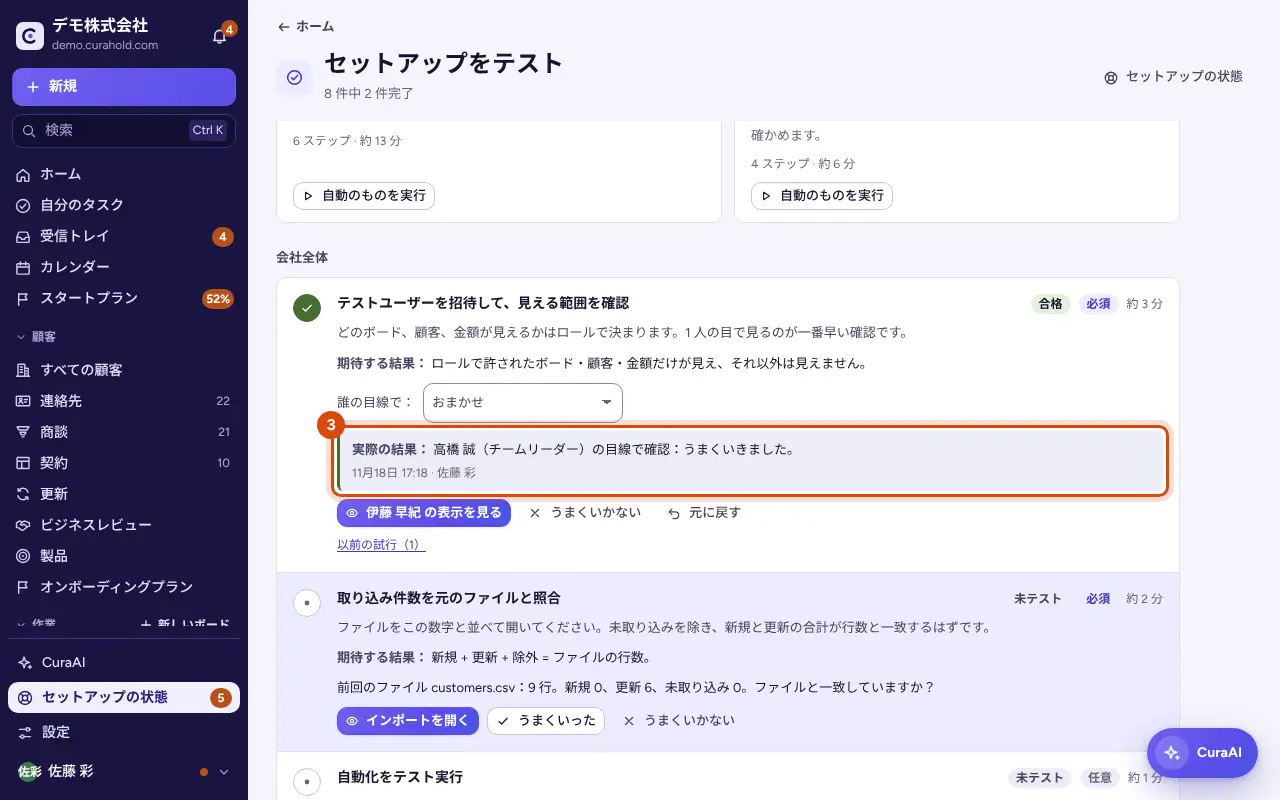 デモ株式会社
demo.curahold.com
4
新規
検索
Ctrl K
ホーム
自分のタスク
受信トレイ
4
カレンダー
スタートプラン
52%
顧客
すべての顧客
連絡先
22
商談
21
契約
10
更新
ビジネスレビュー
製品
オンボーディングプラン
作業
新しいボード
CuraAI
セットアップの状態
5
設定
佐彩
佐藤 彩
ホーム
セットアップをテスト
8 件中 2 件完了
セットアップの状態
6 ステップ · 約 13 分
自動のものを実行
確かめます。
4 ステップ · 約 6 分
自動のものを実行
会社全体
テストユーザーを招待して、見える範囲を確認
合格
必須
約 3 分
どのボード、顧客、金額が見えるかはロールで決まります。1 人の目で見るのが一番早い確認です。
期待する結果： ロールで許されたボード・顧客・金額だけが見え、それ以外は見えません。
誰の目線で：
おまかせ
3
実際の結果： 高橋 誠（チームリーダー）の目線で確認：うまくいきました。
11月18日 17:18 · 佐藤 彩
伊藤 早紀 の表示を見る
うまくいかない
元に戻す
以前の試行（1）
取り込み件数を元のファイルと照合
未テスト
必須
約 2 分
ファイルをこの数字と並べて開いてください。未取り込みを除き、新規と更新の合計が行数と一致するはずです。
期待する結果： 新規 + 更新 + 除外 = ファイルの行数。
前回のファイル customers.csv：9 行。新規 0、更新 6、未取り込み 0。ファイルと一致していますか？
インポートを開く
うまくいった
うまくいかない
自動化をテスト実行
未テスト
任意
約 1 分
CuraAI